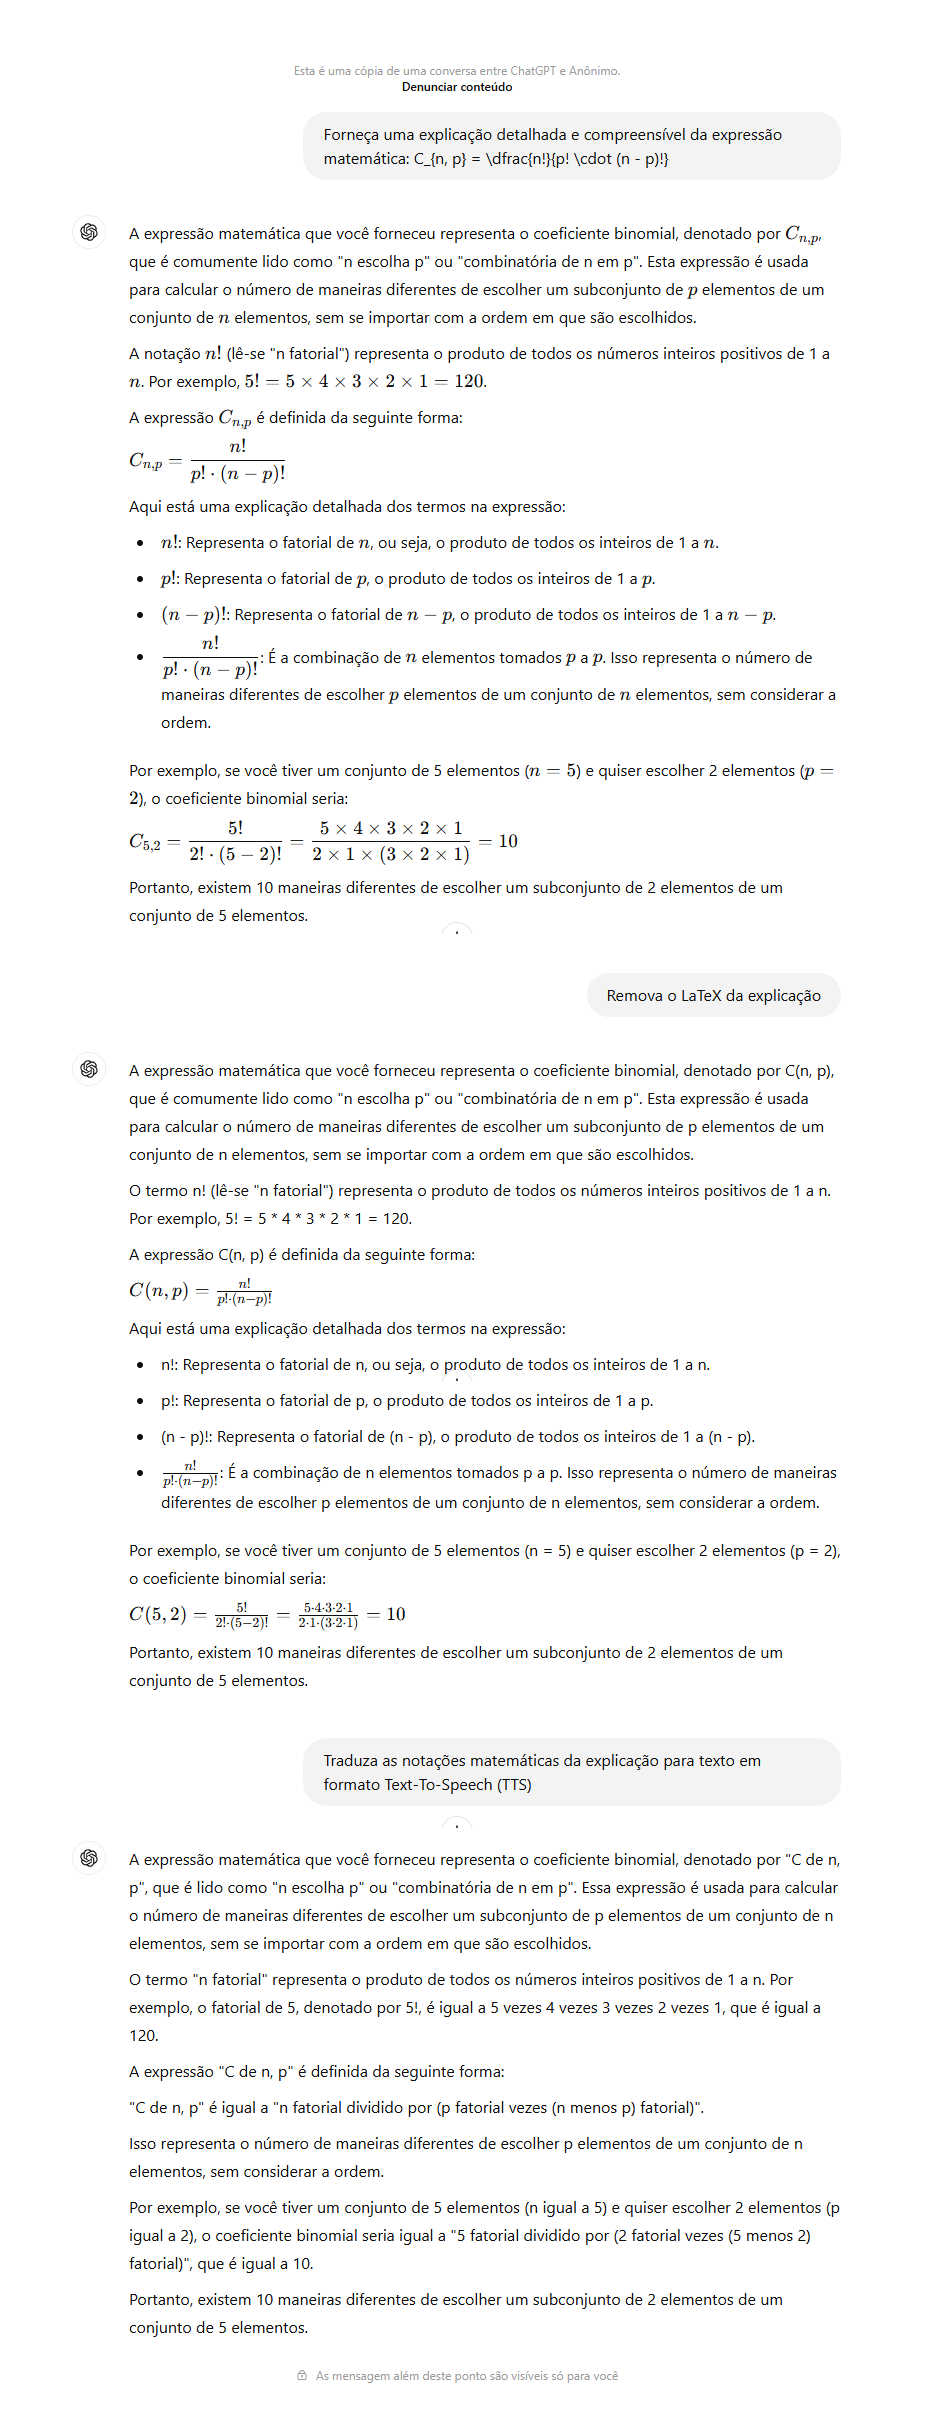 Esta é uma cópia de uma conversa entre ChatGPT e Anônimo.
Denunciar conteúdo
Forneça uma explicação detalhada e compreensível da expressão
matemática: C_{n, p} = \dfrac{n!}{p! \cdot (n - p)!}
A expressão matemática que você forneceu representa o coeficiente binomial, denotado por C_{n,p},
que é comumente lido como "n escolha p" ou "combinatória de n em p". Esta expressão é usada
para calcular o número de maneiras diferentes de escolher um subconjunto de p elementos de um
conjunto de n elementos, sem se importar com a ordem em que são escolhidos.
A notação n! (lê-se "n fatorial") representa o produto de todos os números inteiros positivos de 1 a
n. Por exemplo, 5! = 5 × 4 × 3 × 2 × 1 = 120.
A expressão C_{n,p} é definida da seguinte forma:
C_{n,p} = \frac{n!}{p! \cdot (n - p)!}
Aqui está uma explicação detalhada dos termos na expressão:
• n!: Representa o fatorial de n, ou seja, o produto de todos os inteiros de 1 a n.
• p!: Representa o fatorial de p, o produto de todos os inteiros de 1 a p.
• (n − p)!: Representa o fatorial de n − p, o produto de todos os inteiros de 1 a n − p.
• \frac{n!}{p! \cdot (n - p)!}: É a combinação de n elementos tomados p a p. Isso representa o número de
maneiras diferentes de escolher p elementos de um conjunto de n elementos, sem considerar a
ordem.
Por exemplo, se você tiver um conjunto de 5 elementos (n = 5) e quiser escolher 2 elementos (p =
2), o coeficiente binomial seria:
C_{5,2} = \frac{5!}{2! \cdot (5 - 2)!} = \frac{5 × 4 × 3 × 2 × 1}{2 × 1 × (3 × 2 × 1)} = 10
Portanto, existem 10 maneiras diferentes de escolher um subconjunto de 2 elementos de um
conjunto de 5 elementos.
Remova o LaTeX da explicação
A expressão matemática que você forneceu representa o coeficiente binomial, denotado por C(n, p),
que é comumente lido como "n escolha p" ou "combinatória de n em p". Esta expressão é usada
para calcular o número de maneiras diferentes de escolher um subconjunto de p elementos de um
conjunto de n elementos, sem se importar com a ordem em que são escolhidos.
O termo n! (lê-se "n fatorial") representa o produto de todos os números inteiros positivos de 1 a n.
Por exemplo, 5! = 5 * 4 * 3 * 2 * 1 = 120.
A expressão C(n, p) é definida da seguinte forma:
C(n, p) = \frac{n!}{p!·(n−p)!}
Aqui está uma explicação detalhada dos termos na expressão:
• n!: Representa o fatorial de n, ou seja, o produto de todos os inteiros de 1 a n.
• p!: Representa o fatorial de p, o produto de todos os inteiros de 1 a p.
• (n - p)!: Representa o fatorial de (n - p), o produto de todos os inteiros de 1 a (n - p).
• \frac{n!}{p!·(n−p)!}: É a combinação de n elementos tomados p a p. Isso representa o número de maneiras
diferentes de escolher p elementos de um conjunto de n elementos, sem considerar a ordem.
Por exemplo, se você tiver um conjunto de 5 elementos (n = 5) e quiser escolher 2 elementos (p = 2),
o coeficiente binomial seria:
C(5, 2) = \frac{5!}{2!·(5−2)!} = \frac{5·4·3·2·1}{2·1·(3·2·1)} = 10
Portanto, existem 10 maneiras diferentes de escolher um subconjunto de 2 elementos de um
conjunto de 5 elementos.
Traduza as notações matemáticas da explicação para texto em
formato Text-To-Speech (TTS)
A expressão matemática que você forneceu representa o coeficiente binomial, denotado por "C de n,
p", que é lido como "n escolha p" ou "combinatória de n em p". Essa expressão é usada para calcular
o número de maneiras diferentes de escolher um subconjunto de p elementos de um conjunto de n
elementos, sem se importar com a ordem em que são escolhidos.
O termo "n fatorial" representa o produto de todos os números inteiros positivos de 1 a n. Por
exemplo, o fatorial de 5, denotado por 5!, é igual a 5 vezes 4 vezes 3 vezes 2 vezes 1, que é igual a
120.
A expressão "C de n, p" é definida da seguinte forma:
"C de n, p" é igual a "n fatorial dividido por (p fatorial vezes (n menos p) fatorial)".
Isso representa o número de maneiras diferentes de escolher p elementos de um conjunto de n
elementos, sem considerar a ordem.
Por exemplo, se você tiver um conjunto de 5 elementos (n igual a 5) e quiser escolher 2 elementos (p
igual a 2), o coeficiente binomial seria igual a "5 fatorial dividido por (2 fatorial vezes (5 menos 2)
fatorial)", que é igual a 10.
Portanto, existem 10 maneiras diferentes de escolher um subconjunto de 2 elementos de um
conjunto de 5 elementos.
As mensagem além deste ponto são visíveis só para você